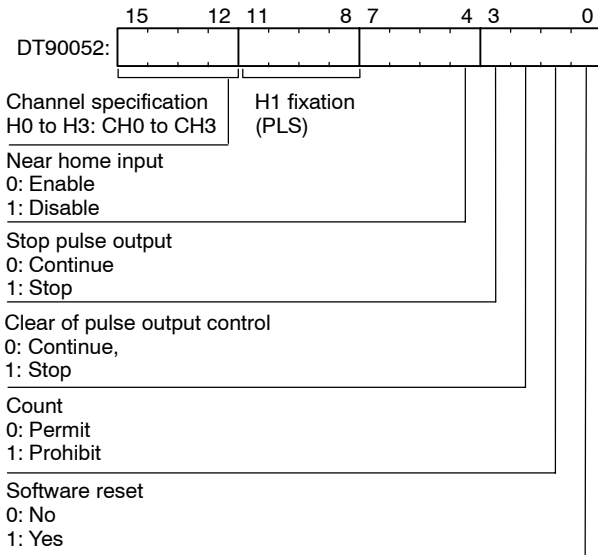 15 12 11 8 7 4 3 0
DT90052:
Channel specification H1 fixation
H0 to H3: CH0 to CH3 (PLS)
Near home input
0: Enable
1: Disable
Stop pulse output
0: Continue
1: Stop
Clear of pulse output control
0: Continue,
1: Stop
Count
0: Permit
1: Prohibit
Software reset
0: No
1: Yes